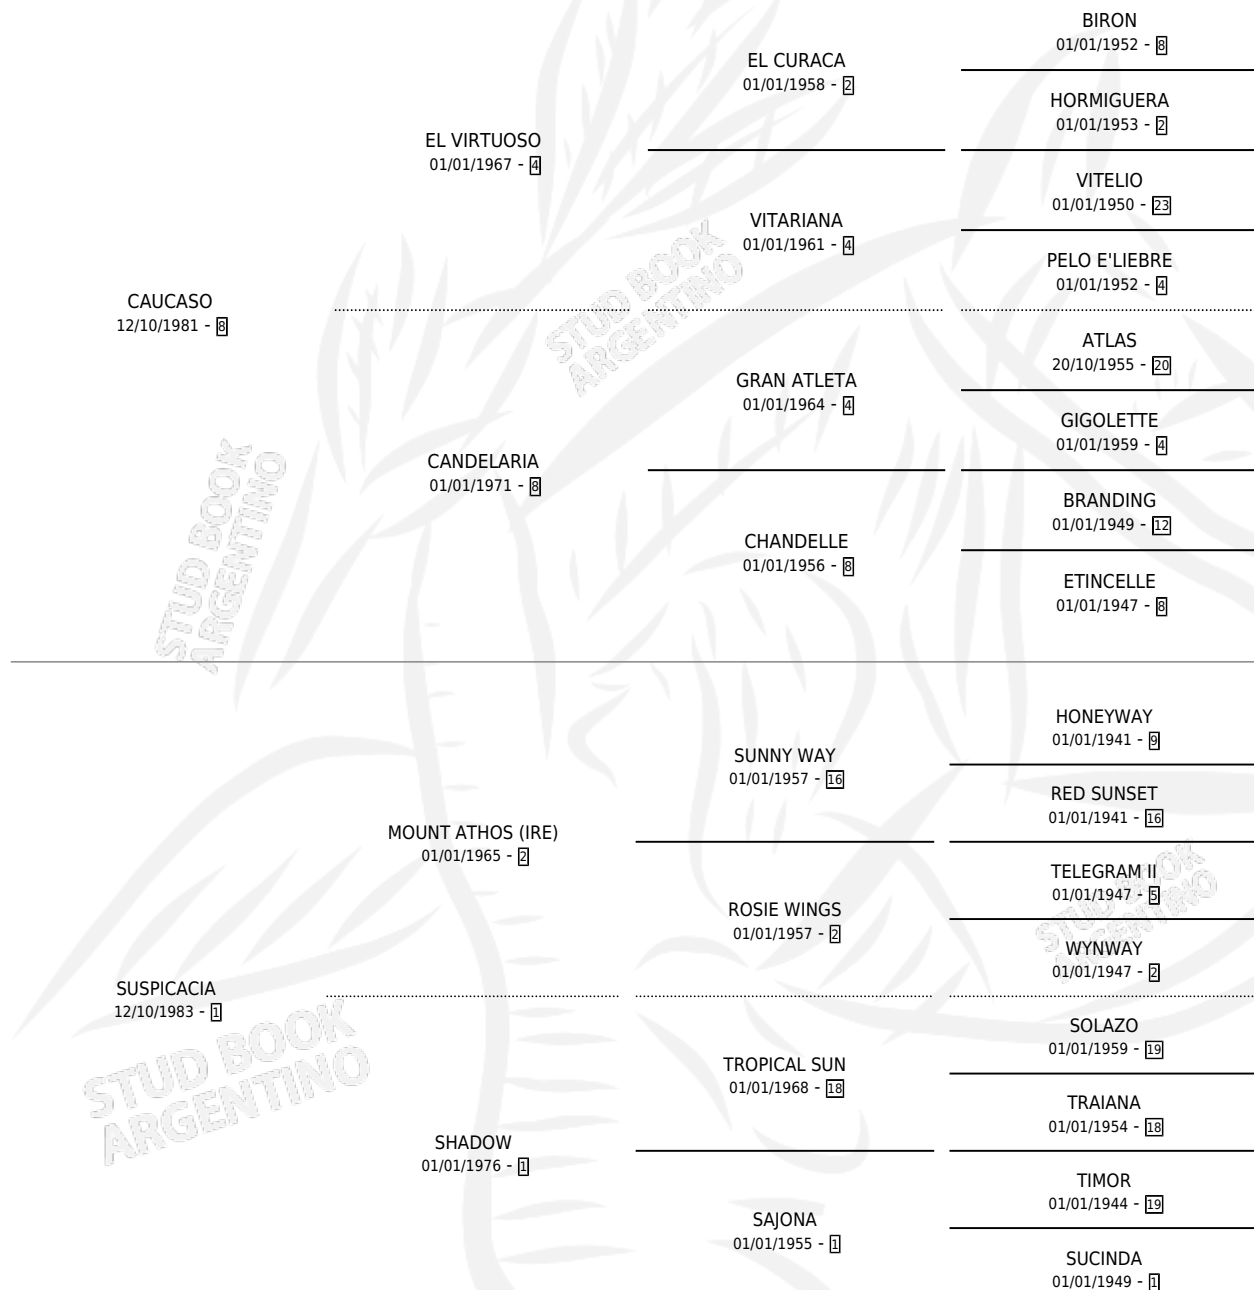 BIRON
01/01/1952 - 8
EL CURACA
01/01/1958 - 2
HORMIGUERA
01/01/1953 - 2
EL VIRTUOSO
01/01/1967 - 4
VITELIO
01/01/1950 - 23
VITARIANA
01/01/1961 - 4
PELO E'LIEBRE
01/01/1952 - 4
CAUCASO
12/10/1981 - 8
ATLAS
20/10/1955 - 20
GRAN ATLETA
01/01/1964 - 4
GIGOLETTE
01/01/1959 - 4
CANDELARIA
01/01/1971 - 8
BRANDING
01/01/1949 - 12
CHANDELLE
01/01/1956 - 8
ETINCELLE
01/01/1947 - 8
HONEYWAY
01/01/1941 - 9
SUNNY WAY
01/01/1957 - 16
RED SUNSET
01/01/1941 - 16
MOUNT ATHOS (IRE)
01/01/1965 - 2
TELEGRAM II
01/01/1947 - 5
ROSIE WINGS
01/01/1957 - 2
WYNWAY
01/01/1947 - 2
SUSPICACIA
12/10/1983 - 1
SOLAZO
01/01/1959 - 19
TROPICAL SUN
01/01/1968 - 18
TRAIANA
01/01/1954 - 18
SHADOW
01/01/1976 - 1
TIMOR
01/01/1944 - 19
SAJONA
01/01/1955 - 1
SUCINDA
01/01/1949 - 1
STUD BOOK
ARGENTINO
STUD BOOK
ARGENTINO
STUD BOOK
ARGENTINO
STUD BOOK
ARGENTINO